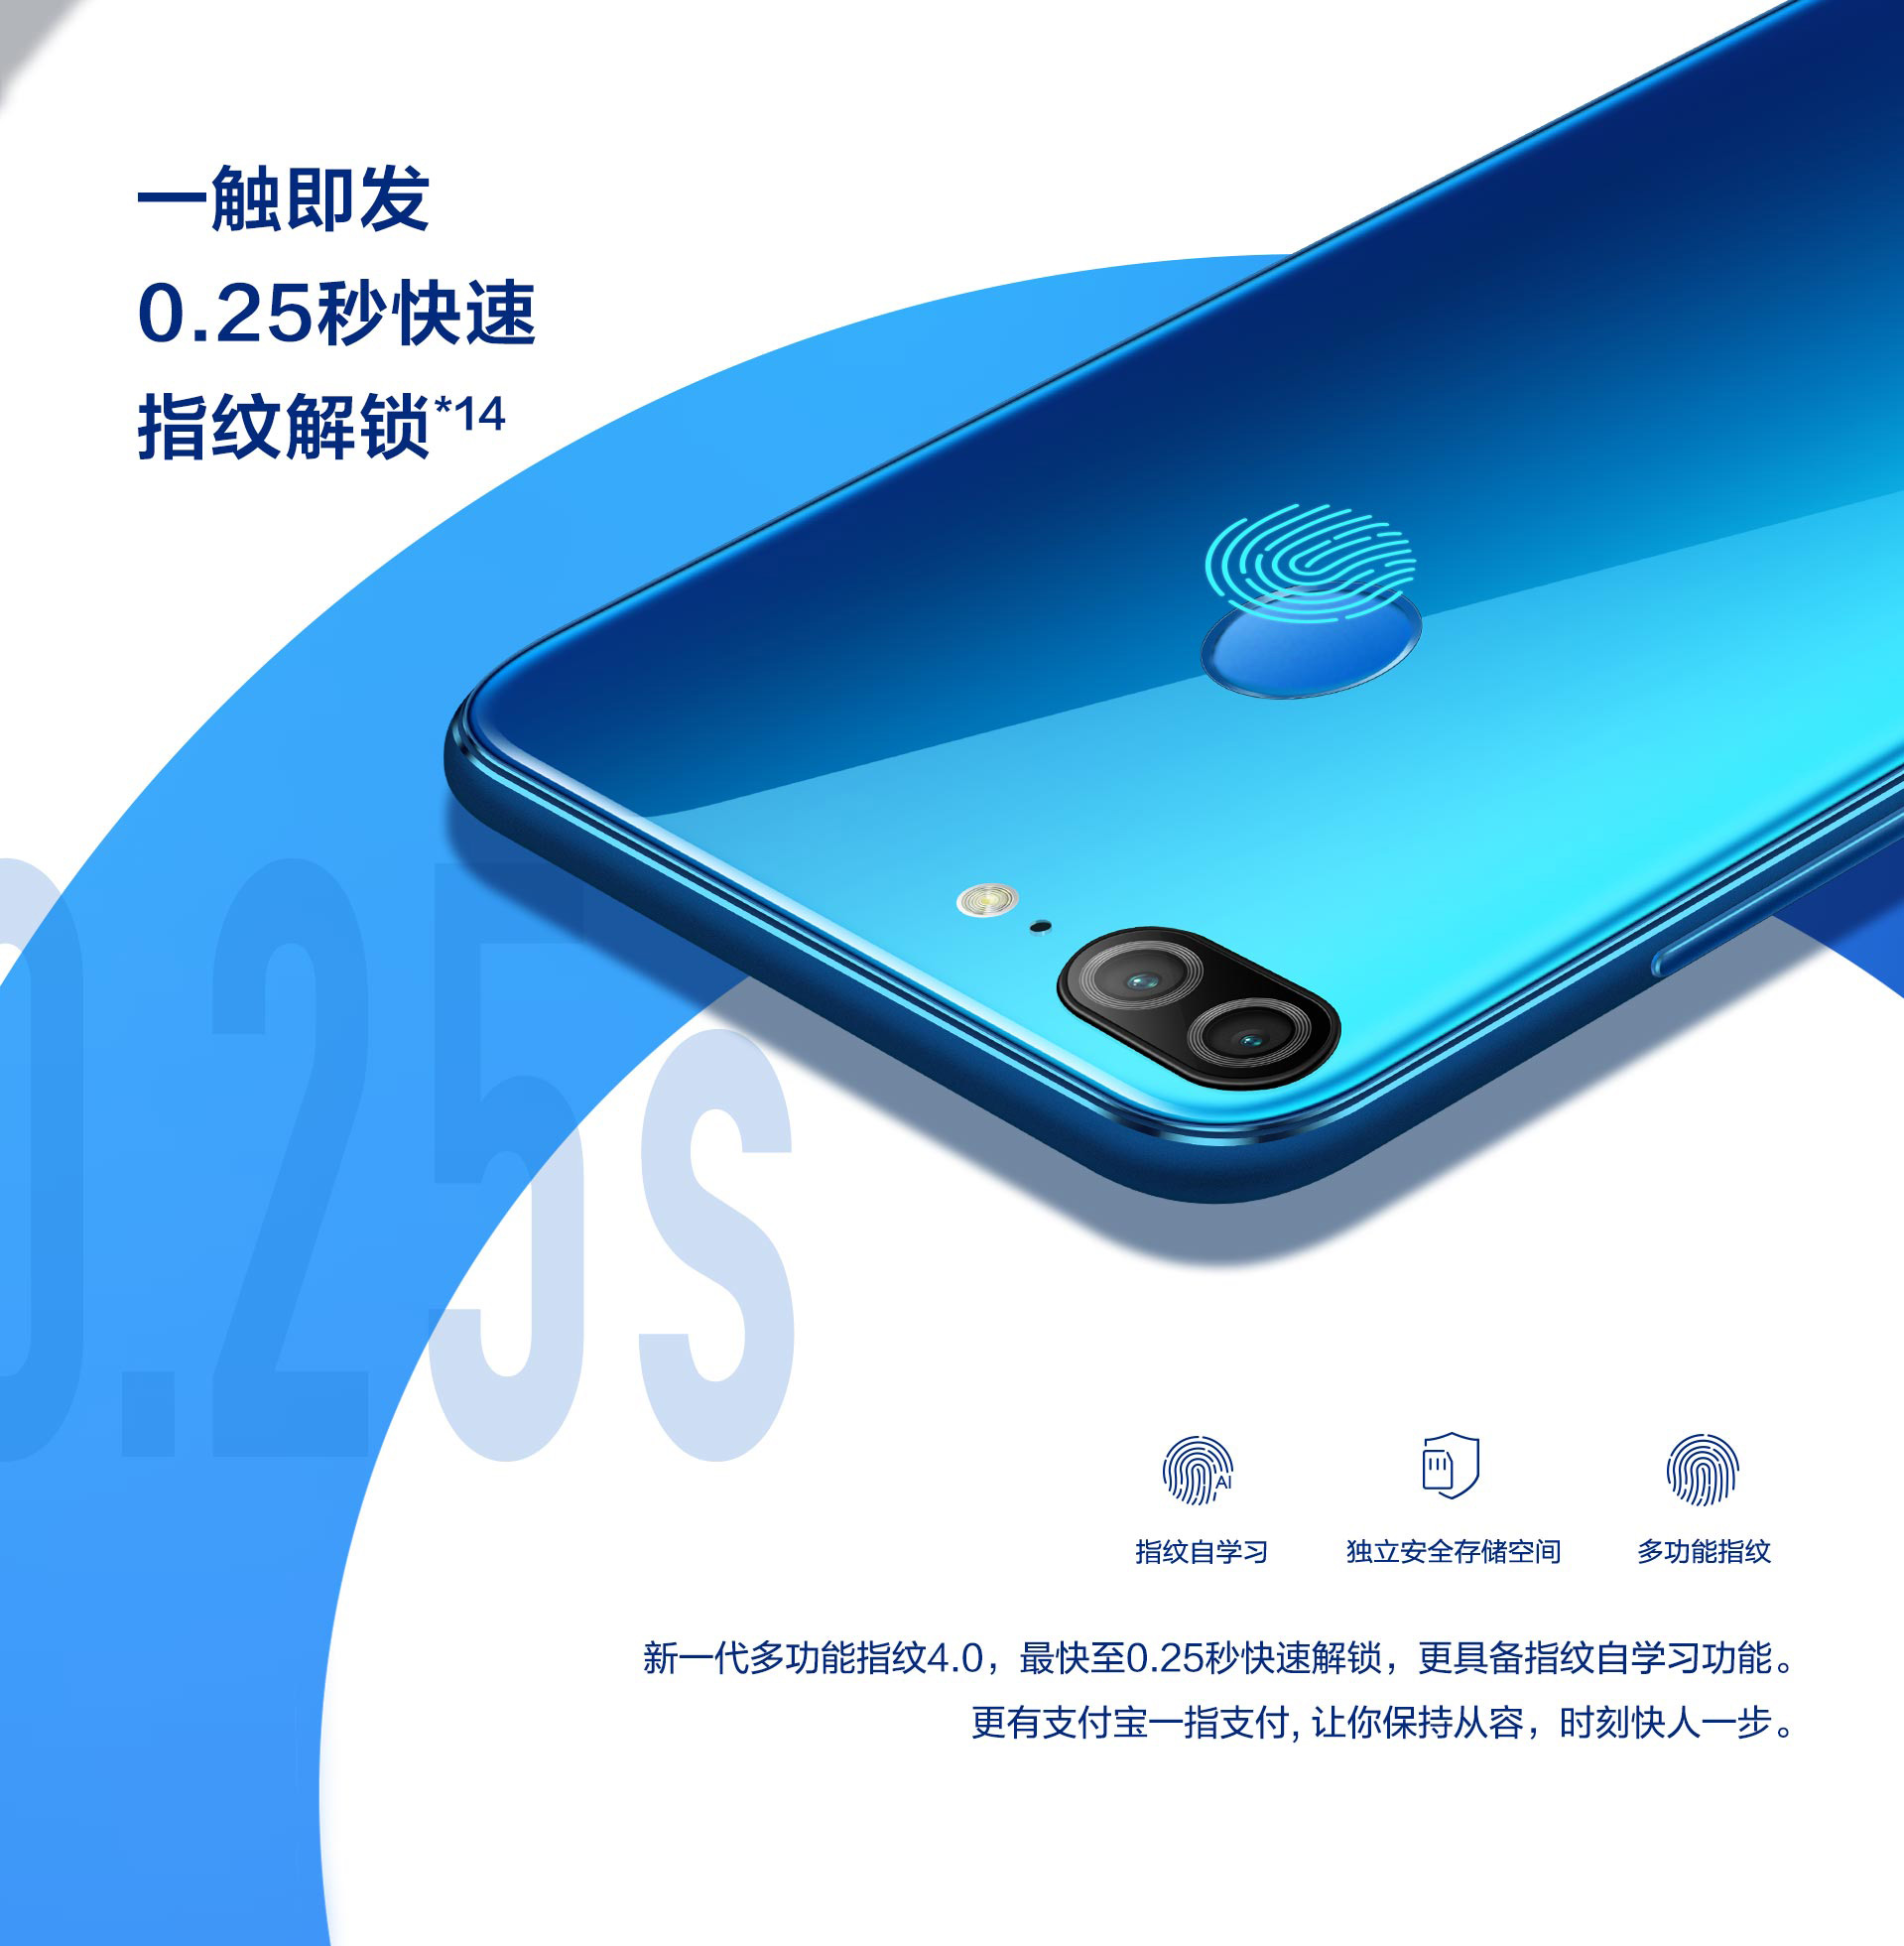 一触即发
0.25秒快速
指纹解锁*14
0.25s
AI
指纹自学习
独立安全存储空间
多功能指纹
新一代多功能指纹4.0，最快至0.25秒快速解锁，更具备指纹自学习功能。
更有支付宝一指支付, 让你保持从容，时刻快人一步。